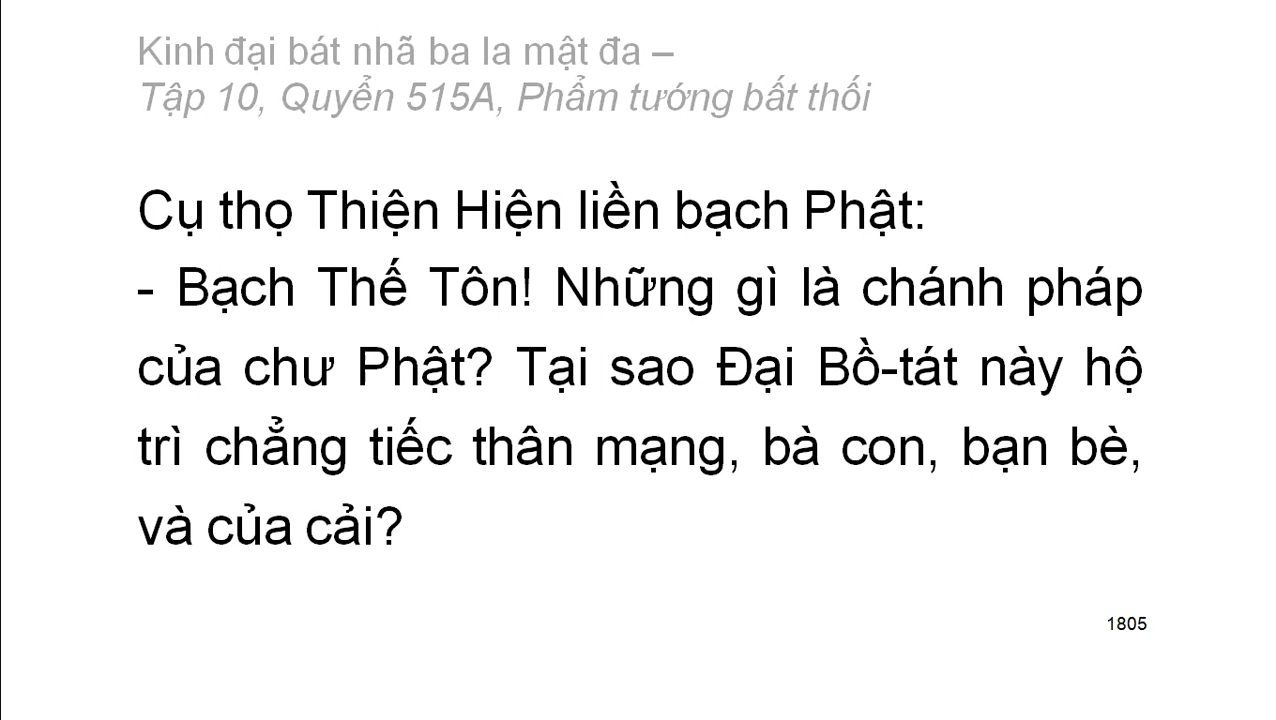 Kinh đại bát nhã ba la mật đa –
Tập 10, Quyển 515A, Phẩm tướng bất thối
Cụ thọ Thiện Hiện liền bạch Phật:
- Bạch Thế Tôn! Những gì là chánh pháp
của chư Phật? Tại sao Đại Bồ-tát này hộ
trì chẳng tiếc thân mạng, bà con, bạn bè,
và của cải?
1805